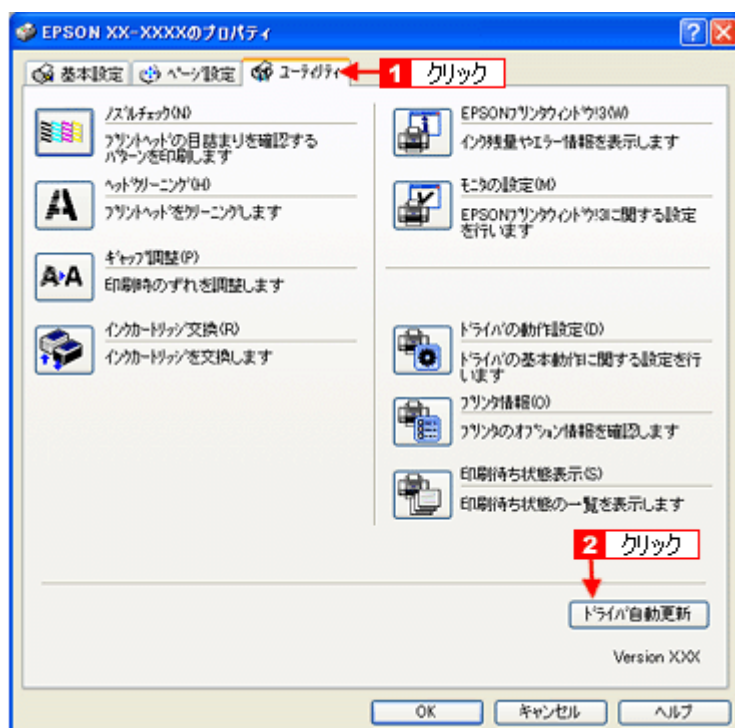 EPSON XX-XXXXのプロパティ
基本設定 ページ設定 ユーティリティ 1 クリック
ノズルチェック(N)
プリントヘッドの目詰まりを確認する
パターンを印刷します
ヘッドクリーニング(H)
プリントヘッドをクリーニングします
ギャップ調整(P)
印刷時のずれを調整します
インクカートリッジ交換(R)
インクカートリッジを交換します
EPSONプリンタウィンドウ!3(W)
インク残量やエラー情報を表示します
モニタの設定(M)
EPSONプリンタウィンドウ!3に関する設定
を行います
ドライバの動作設定(D)
ドライバの基本動作に関する設定を行
います
プリンタ情報(O)
プリンタのオプション情報を確認します
印刷待ち状態表示(S)
印刷待ち状態の一覧を表示します
2 クリック
ドライバ自動更新
Version XXX
OK キャンセル ヘルプ